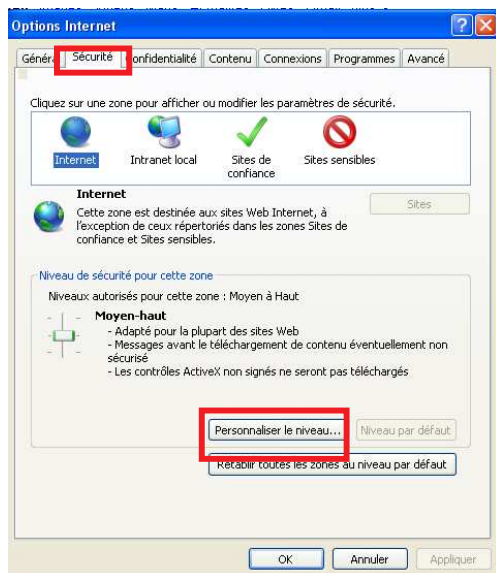 Options Internet
Général Sécurité Confidentialité Contenu Connexions Programmes Avancé
Cliquez sur une zone pour afficher ou modifier les paramètres de sécurité.
Internet Intranet local Sites de confiance Sites sensibles
Internet
Sites
Cette zone est destinée aux sites Web Internet, à
l'exception de ceux répertoriés dans les zones Sites de
confiance et Sites sensibles.
Niveau de sécurité pour cette zone
Niveaux autorisés pour cette zone : Moyen à Haut
Moyen-haut
- Adapté pour la plupart des sites Web
- Messages avant le téléchargement de contenu éventuellement non
sécurisé
- Les contrôles ActiveX non signés ne seront pas téléchargés
Personnaliser le niveau... Niveau par défaut
Rétablir toutes les zones au niveau par défaut
OK Annuler Appliquer